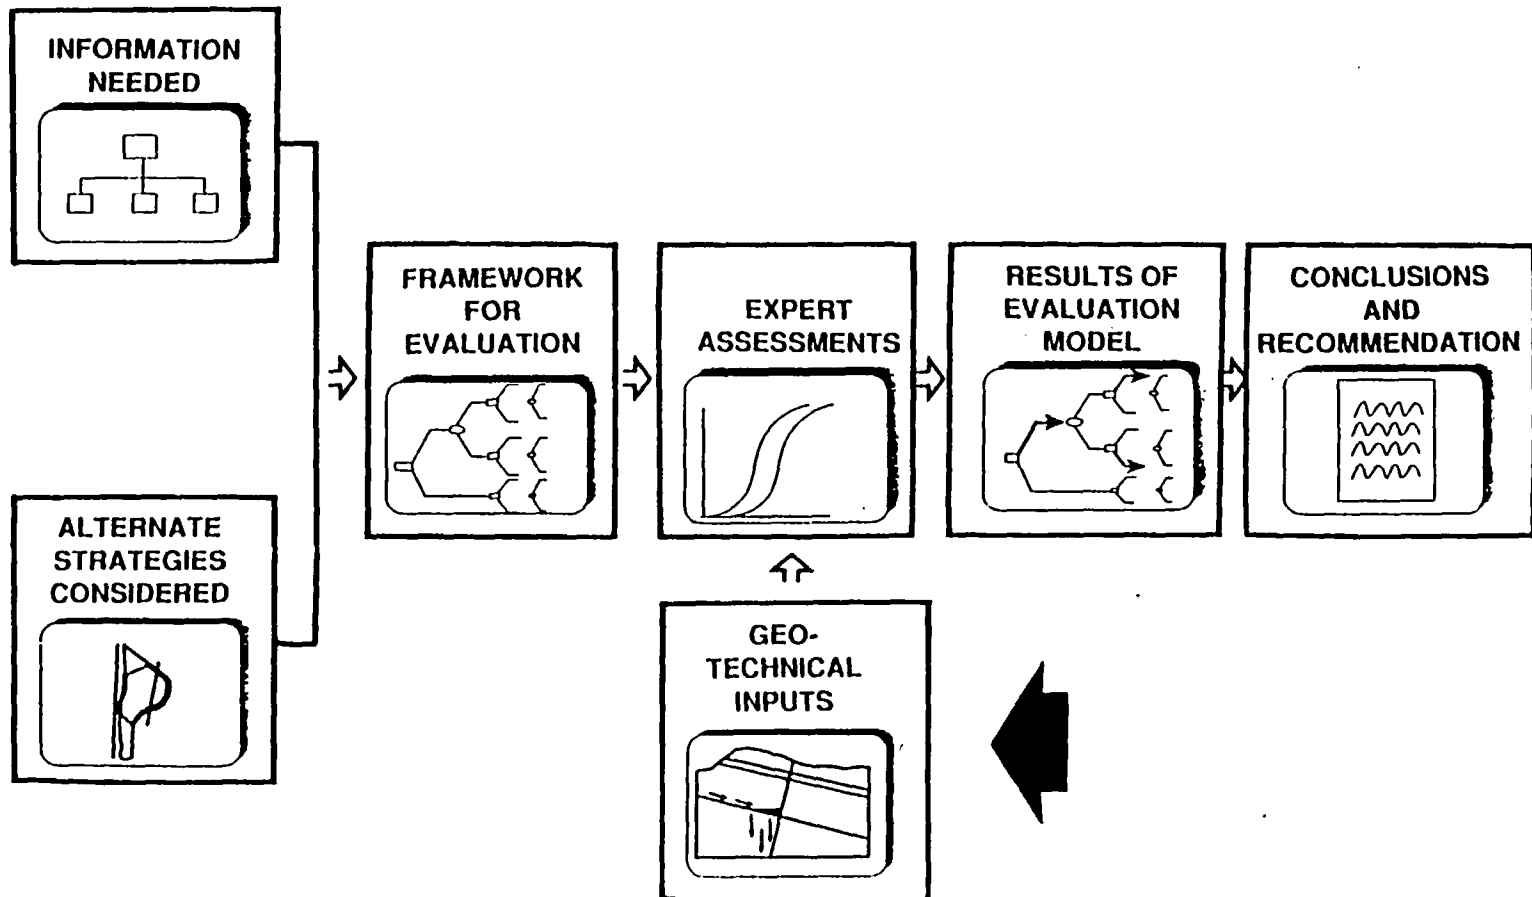 INFORMATION
NEEDED
ALTERNATE
STRATEGIES
CONSIDERED
FRAMEWORK
FOR
EVALUATION
EXPERT
ASSESSMENTS
GEO-
TECHNICAL
INPUTS
RESULTS OF
EVALUATION
MODEL
CONCLUSIONS
AND
RECOMMENDATION